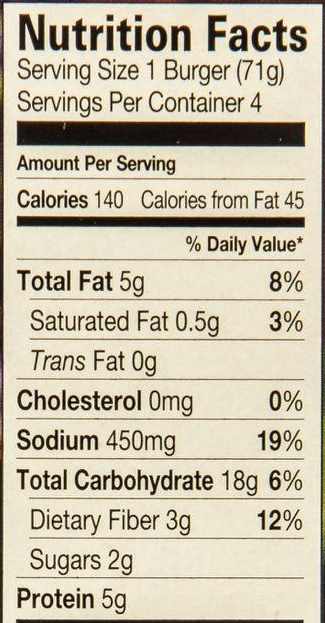 Nutrition Facts
Serving Size 1 Burger (71g)
Servings Per Container 4
Amount Per Serving
Calories 140 Calories from Fat 45
% Daily Value*
Total Fat 5g 8%
Saturated Fat 0.5g 3%
Trans Fat 0g
Cholesterol 0mg 0%
Sodium 450mg 19%
Total Carbohydrate 18g 6%
Dietary Fiber 3g 12%
Sugars 2g
Protein 5g